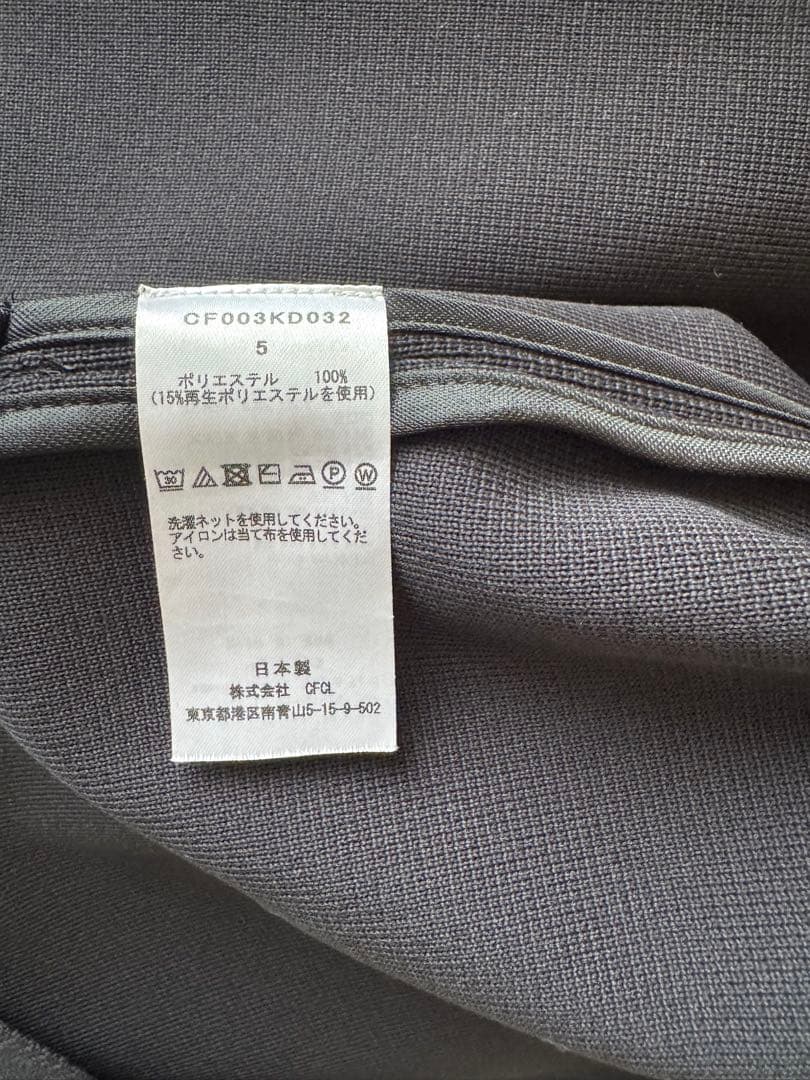 CF003KD032
5
ポリエステル 100%
(15%再生ポリエステルを使用)
30
P W
洗濯ネットを使用してください。
アイロンは当て布を使用してくだ
さい。
日本製
株式会社 CFCL
東京都港区南青山5-15-9-502